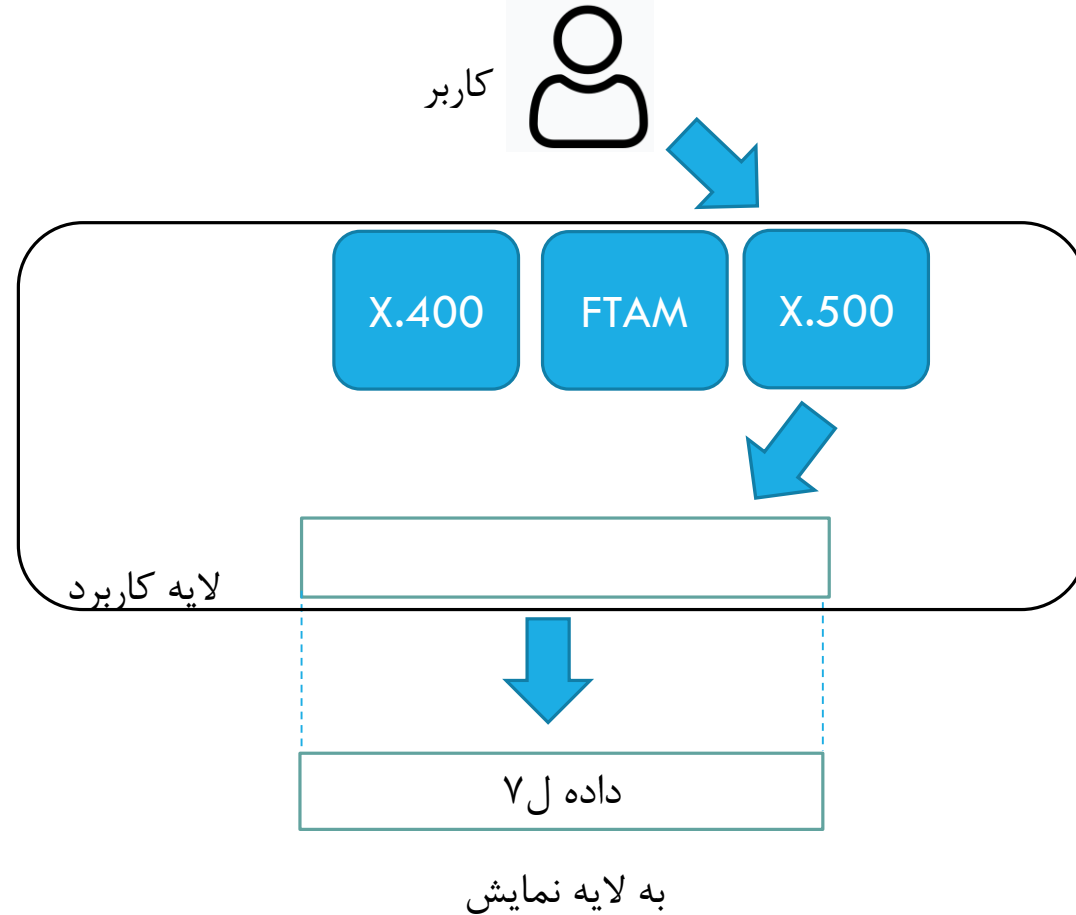 کاربر
X.400
FTAM
X.500
لایه کاربرد
داده ل۷
به لایه نمایش